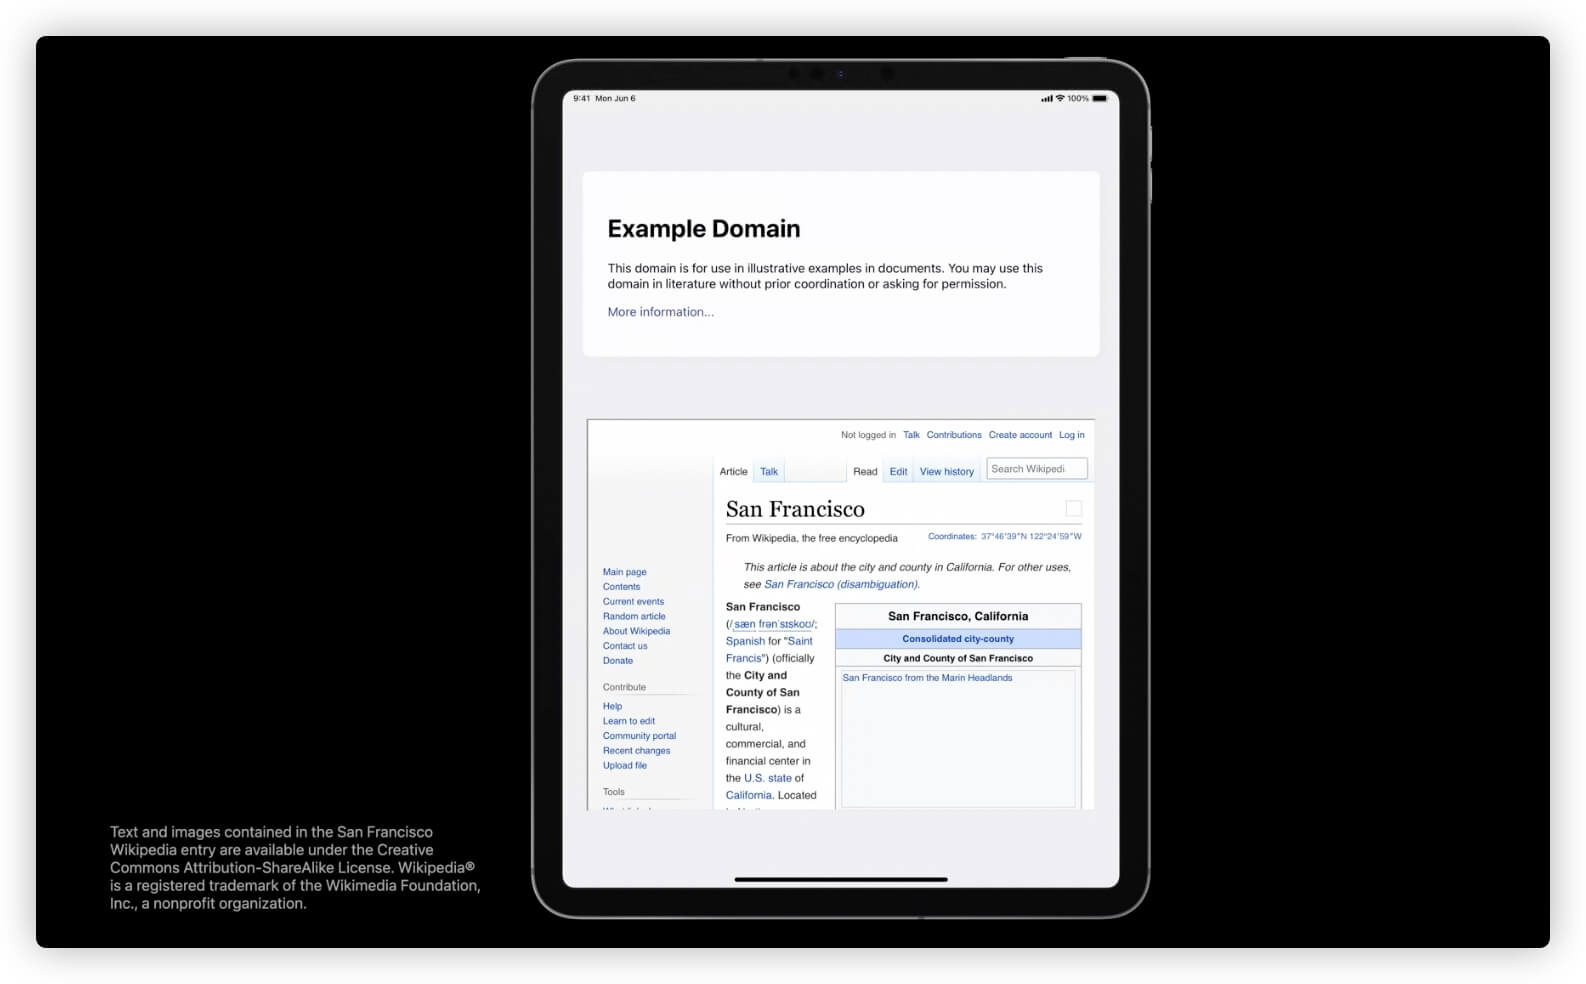 9:41 Mon Jun 6
100%
Example Domain
This domain is for use in illustrative examples in documents. You may use this
domain in literature without prior coordination or asking for permission.
More information...
Not logged in Talk Contributions Create account Log in
Article Talk Read Edit View history Search Wikipedi
San Francisco
From Wikipedia, the free encyclopedia
Coordinates: 37°46′39″N 122°24′59″W
This article is about the city and county in California. For other uses,
see San Francisco (disambiguation).
Main page
Contents
Current events
Random article
About Wikipedia
Contact us
Donate
Contribute
Help
Learn to edit
Community portal
Recent changes
Upload file
Tools
San Francisco
(/ˌsæn frənˈsɪskoʊ/;
Spanish for "Saint
Francis") (officially
the City and
County of San
Francisco) is a
cultural,
commercial, and
financial center in
the U.S. state of
California. Located
San Francisco, California
Consolidated city-county
City and County of San Francisco
San Francisco from the Marin Headlands
Text and images contained in the San Francisco
Wikipedia entry are available under the Creative
Commons Attribution-ShareAlike License. Wikipedia®
is a registered trademark of the Wikimedia Foundation,
Inc., a nonprofit organization.